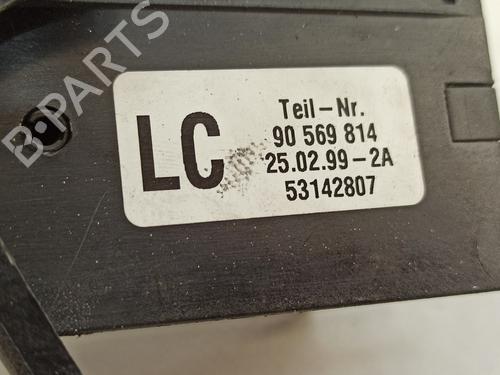 B-PARTS
LC
Teil-Nr.
90 569 814
25.02.99-2A
53142807